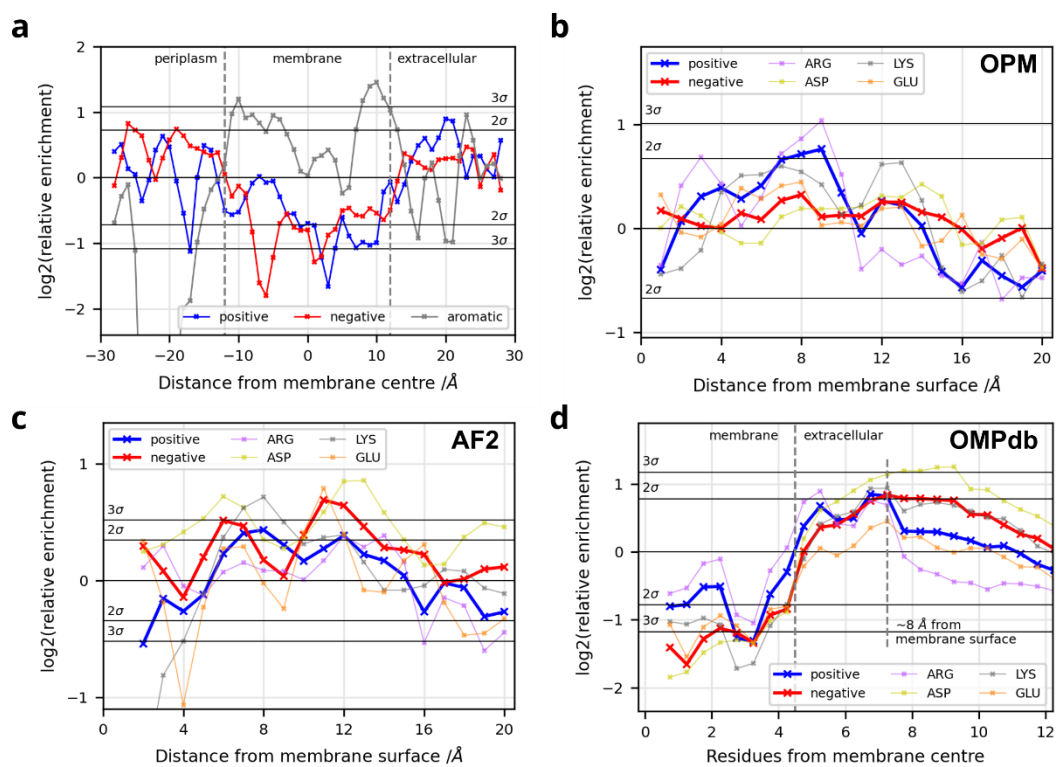 a
periplasm membrane extracellular
2
1
0
−1
−2
3σ
2σ
2σ
3σ
log2(relative enrichment)
positive negative aromatic
−30 −20 −10 0 10 20 30
Distance from membrane centre /Å
b
OPM
positive ARG LYS
negative ASP GLU
3σ
2σ
2σ
1
0
−1
log2(relative enrichment)
0 4 8 12 16 20
Distance from membrane surface /Å
c
AF2
positive ARG LYS
negative ASP GLU
3σ
2σ
2σ
3σ
1
0
−1
log2(relative enrichment)
0 4 8 12 16 20
Distance from membrane surface /Å
d
OMPdb
membrane extracellular
3σ
2σ
2σ
3σ
2
1
0
−1
−2
log2(relative enrichment)
~8 Å from
membrane surface
positive ARG LYS
negative ASP GLU
0 2 4 6 8 10 12
Residues from membrane centre